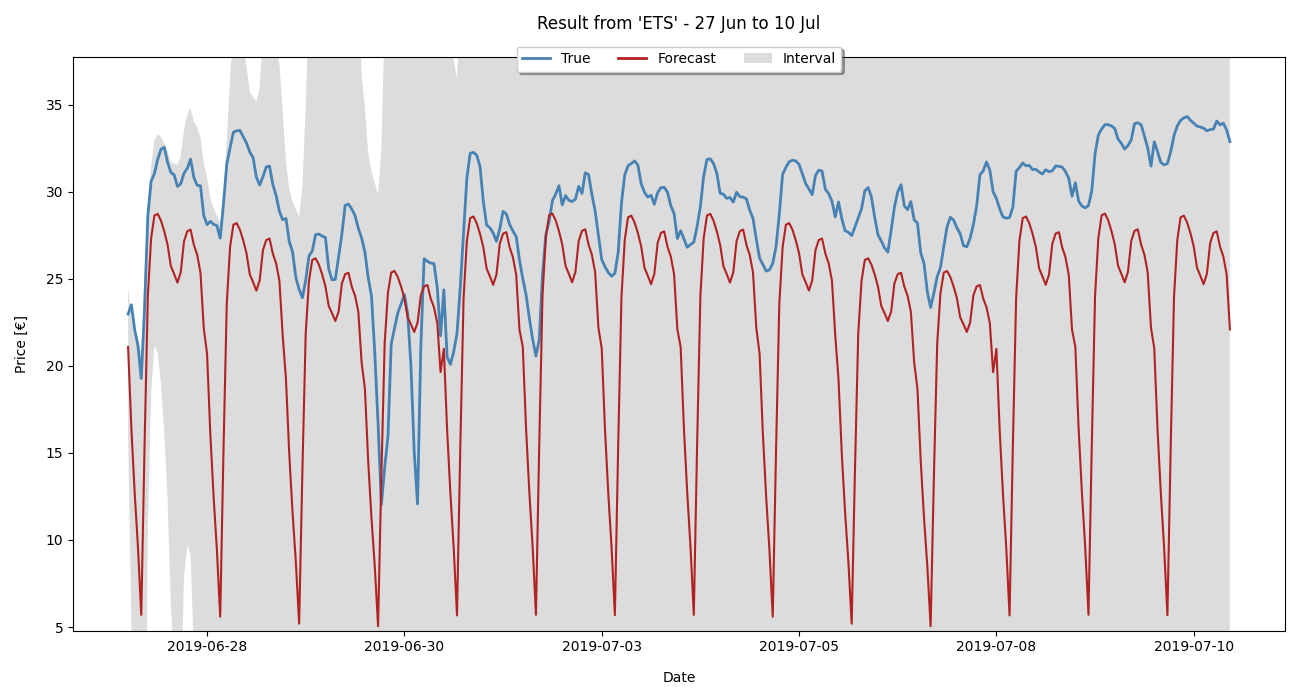 Result from 'ETS' - 27 Jun to 10 Jul
True
Forecast
Interval
35
30
25
20
15
10
5
Price [€]
2019-06-28
2019-06-30
2019-07-03
2019-07-05
2019-07-08
2019-07-10
Date